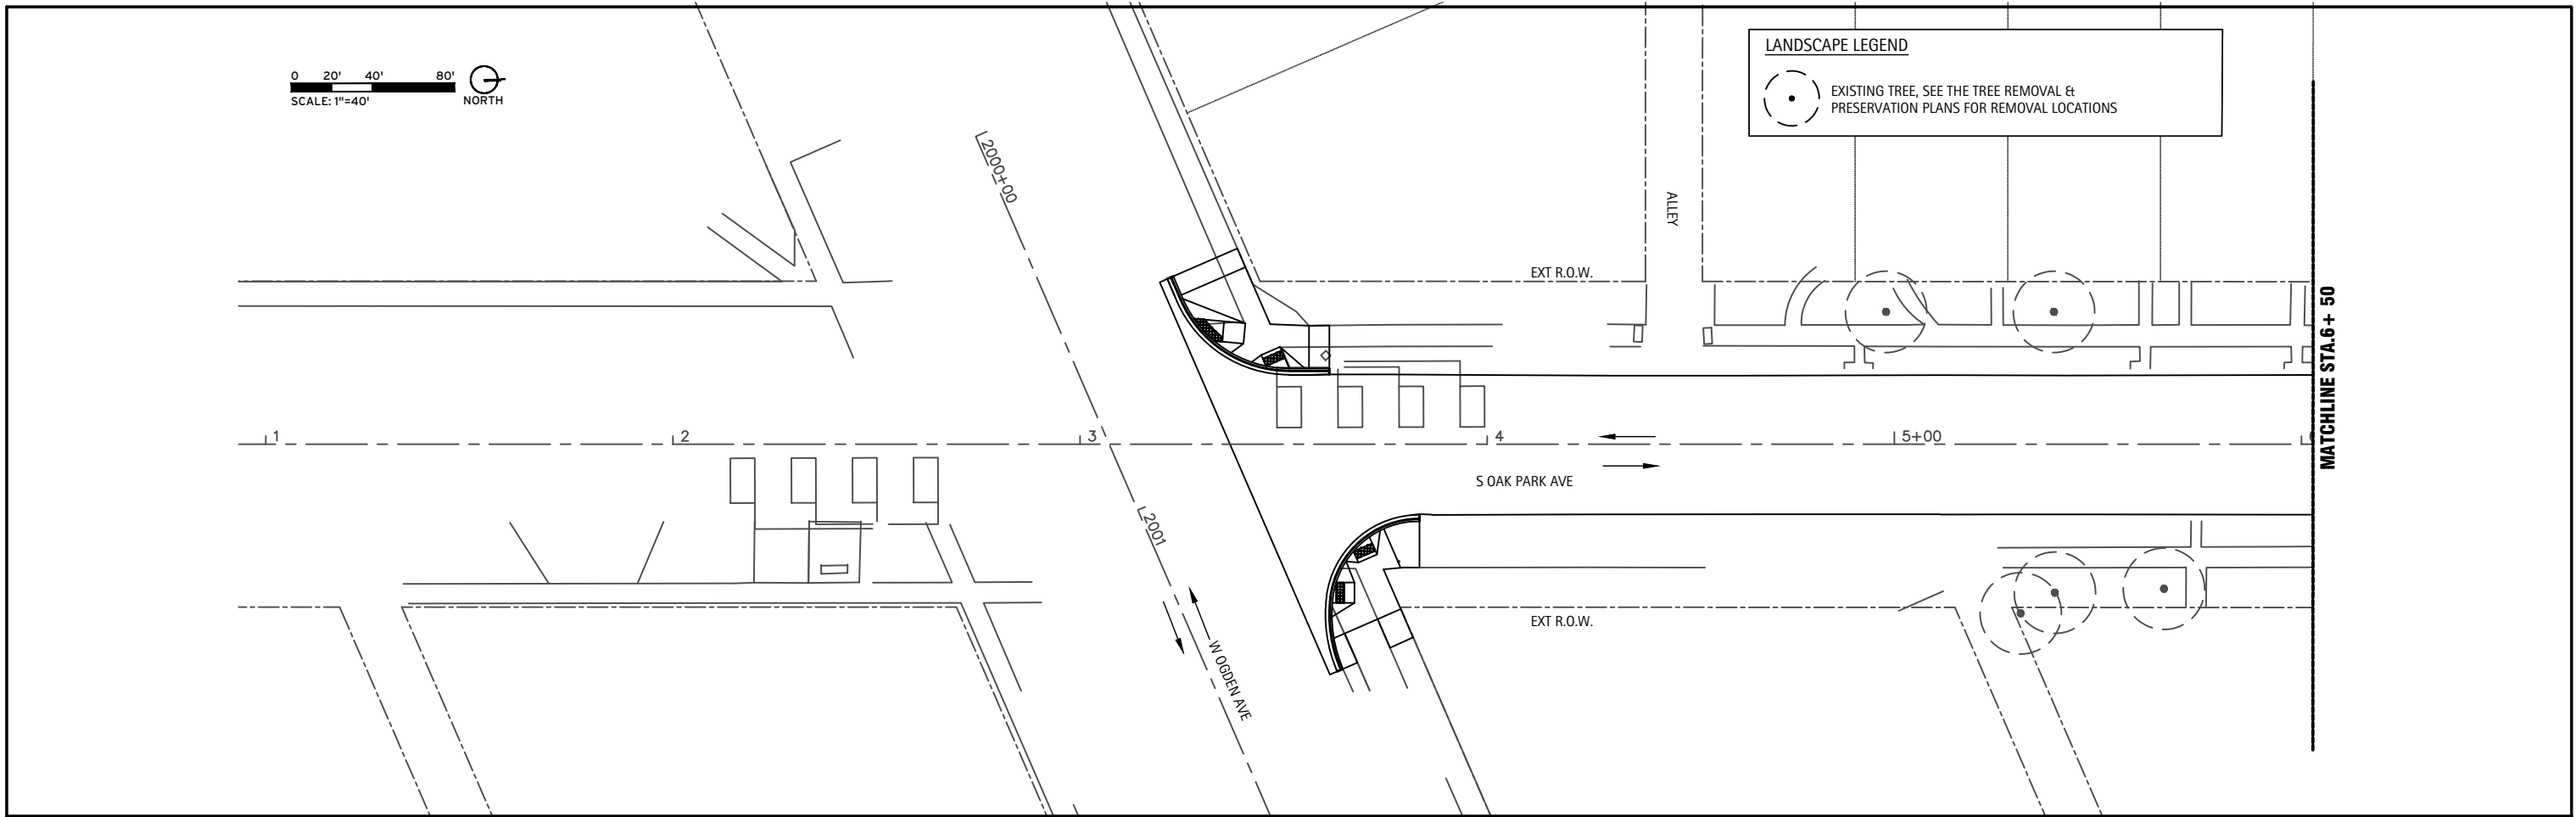 0 20' 40' 80'
SCALE: 1"=40'
NORTH
LANDSCAPE LEGEND
EXISTING TREE, SEE THE TREE REMOVAL &
PRESERVATION PLANS FOR REMOVAL LOCATIONS
2000+00
ALLEY
EXT R.O.W.
MATCHLINE STA.6+ 50
1
2
3
4
5+00
S OAK PARK AVE
2001
W OGDEN AVE
EXT R.O.W.